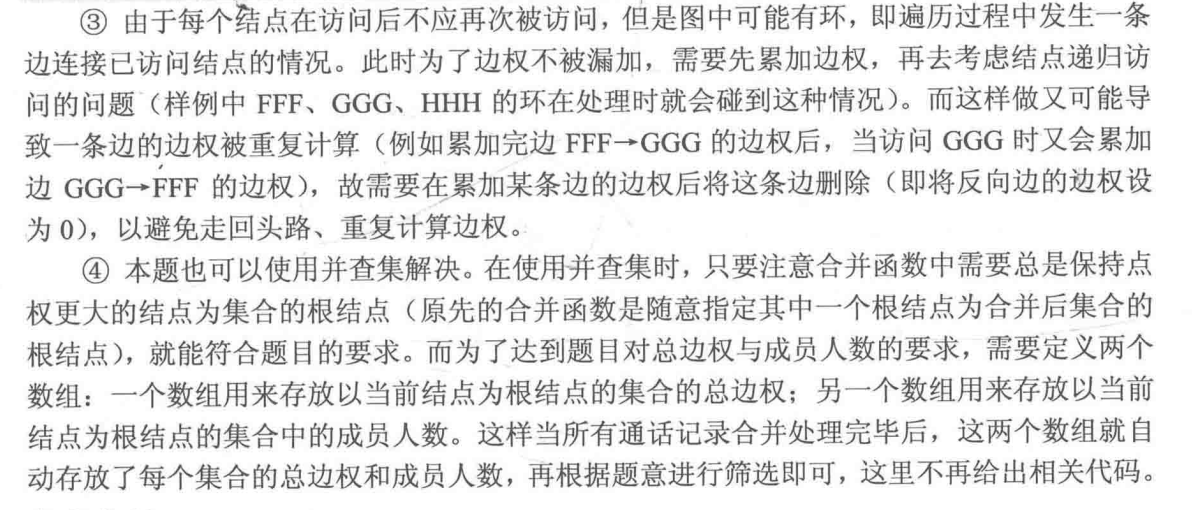 ③ 由于每个结点在访问后不应再次被访问，但是图中可能有环，即遍历过程中发生一条
边连接已访问结点的情况。此时为了边权不被漏加，需要先累加边权，再去考虑结点递归访
问的问题（样例中 FFF、GGG、HHH 的环在处理时就会碰到这种情况）。而这样做又可能导
致一条边的边权被重复计算（例如累加完边 FFF→GGG 的边权后，当访问 GGG 时又会累加
边 GGG→FFF 的边权），故需要在累加某条边的边权后将这条边删除（即将反向边的边权设
为 0），以避免走回头路、重复计算边权。
④ 本题也可以使用并查集解决。在使用并查集时，只要注意合并函数中需要总是保持点
权更大的结点为集合的根结点（原先的合并函数是随意指定其中一个根结点为合并后集合的
根结点），就能符合题目的要求。而为了达到题目对总边权与成员人数的要求，需要定义两个
数组：一个数组用来存放以当前结点为根结点的集合的总边权；另一个数组用来存放以当前
结点为根结点的集合中的成员人数。这样当所有通话记录合并处理完毕后，这两个数组就自
动存放了每个集合的总边权和成员人数，再根据题意进行筛选即可，这里不再给出相关代码。